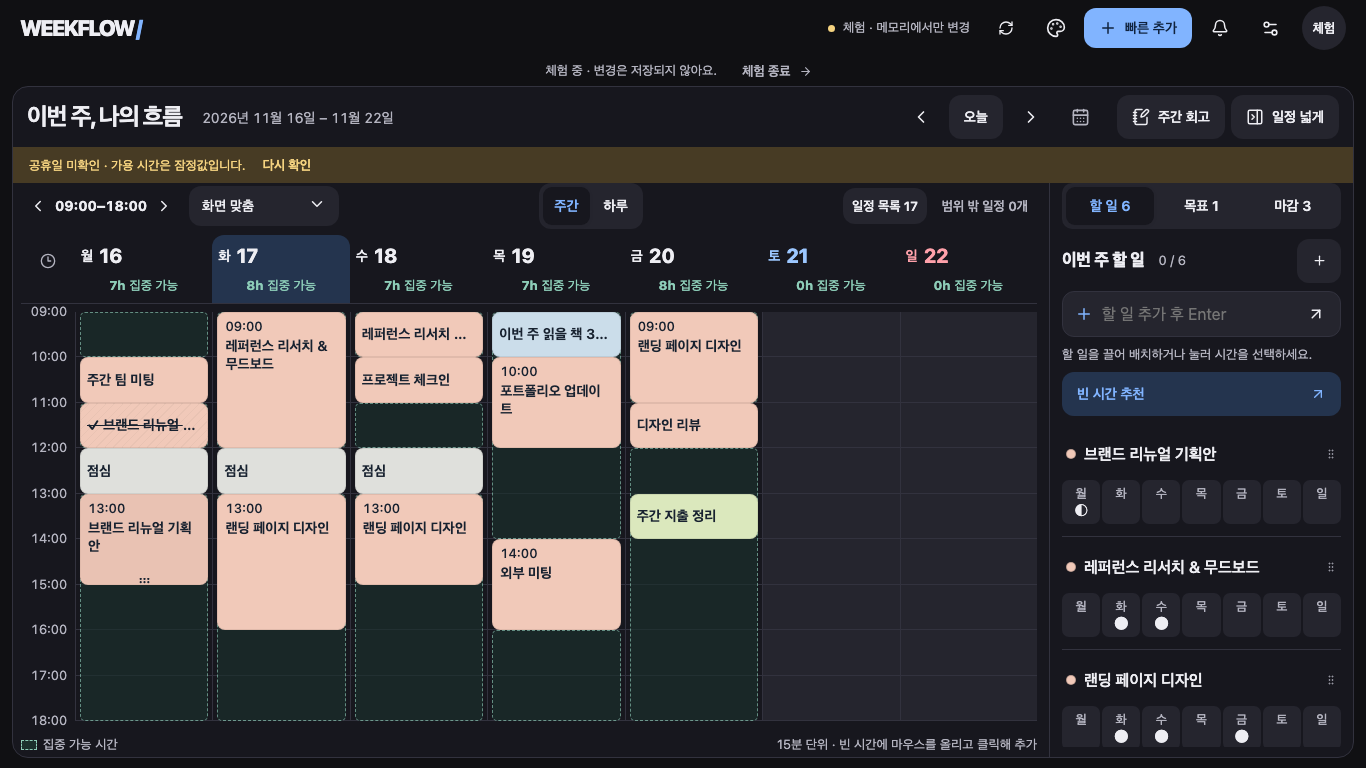 WEEKFLOW/
체험 · 메모리에서만 변경
빠른 추가
체험
체험 중 · 변경은 저장되지 않아요.
체험 종료 →
이번 주, 나의 흐름
2026년 11월 16일 – 11월 22일
오늘
주간 회고
일정 넓게
공휴일 미확인 · 가용 시간은 잠정값입니다.
다시 확인
09:00–18:00
화면 맞춤
주간
하루
일정 목록 17
범위 밖 일정 0개
월 16
7h 집중 가능
화 17
8h 집중 가능
수 18
7h 집중 가능
목 19
7h 집중 가능
금 20
8h 집중 가능
토 21
0h 집중 가능
일 22
0h 집중 가능
09:00
10:00
11:00
12:00
13:00
14:00
15:00
16:00
17:00
18:00
주간 팀 미팅
✓ 브랜드 리뉴얼 ...
점심
13:00
브랜드 리뉴얼 기획
안
09:00
레퍼런스 리서치 &
무드보드
점심
13:00
랜딩 페이지 디자인
레퍼런스 리서치 ...
프로젝트 체크인
점심
13:00
랜딩 페이지 디자인
이번 주 읽을 책 3...
10:00
포트폴리오 업데이
트
14:00
외부 미팅
09:00
랜딩 페이지 디자인
디자인 리뷰
주간 지출 정리
집중 가능 시간
15분 단위 · 빈 시간에 마우스를 올리고 클릭해 추가
할 일 6
목표 1
마감 3
이번 주 할 일
0 / 6
할 일 추가 후 Enter
할 일을 끌어 배치하거나 눌러 시간을 선택하세요.
빈 시간 추천
브랜드 리뉴얼 기획안
월 화 수 목 금 토 일
레퍼런스 리서치 & 무드보드
월 화 수 목 금 토 일
랜딩 페이지 디자인
월 화 수 목 금 토 일